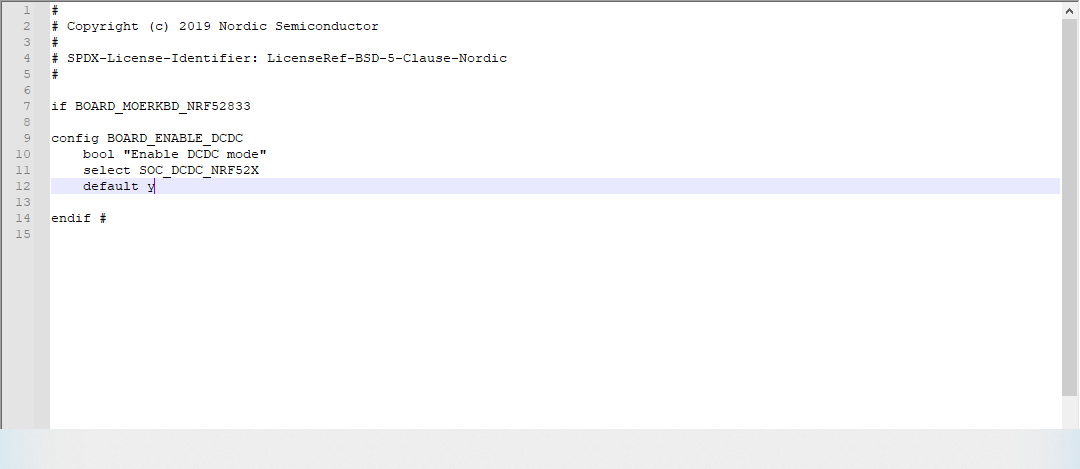 1 #
2 # Copyright (c) 2019 Nordic Semiconductor
3 #
4 # SPDX-License-Identifier: LicenseRef-BSD-5-Clause-Nordic
5 #
6
7 if BOARD_MOERKBD_NRF52833
8
9 config BOARD_ENABLE_DCDC
10 bool "Enable DCDC mode"
11 select SOC_DCDC_NRF52X
12 default y
13
14 endif #
15